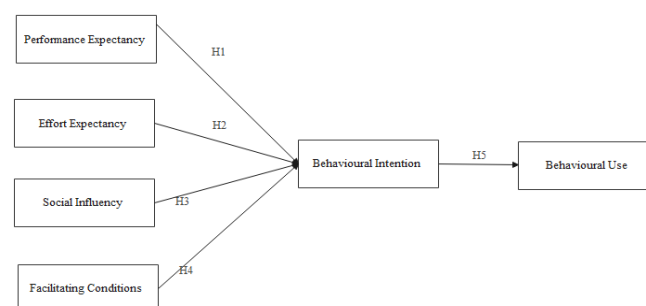 Performance Expectancy
H1
Effort Expectancy
H2
Behavioural Intention
H5
Behavioural Use
Social Influency
H3
H4
Facilitating Conditions